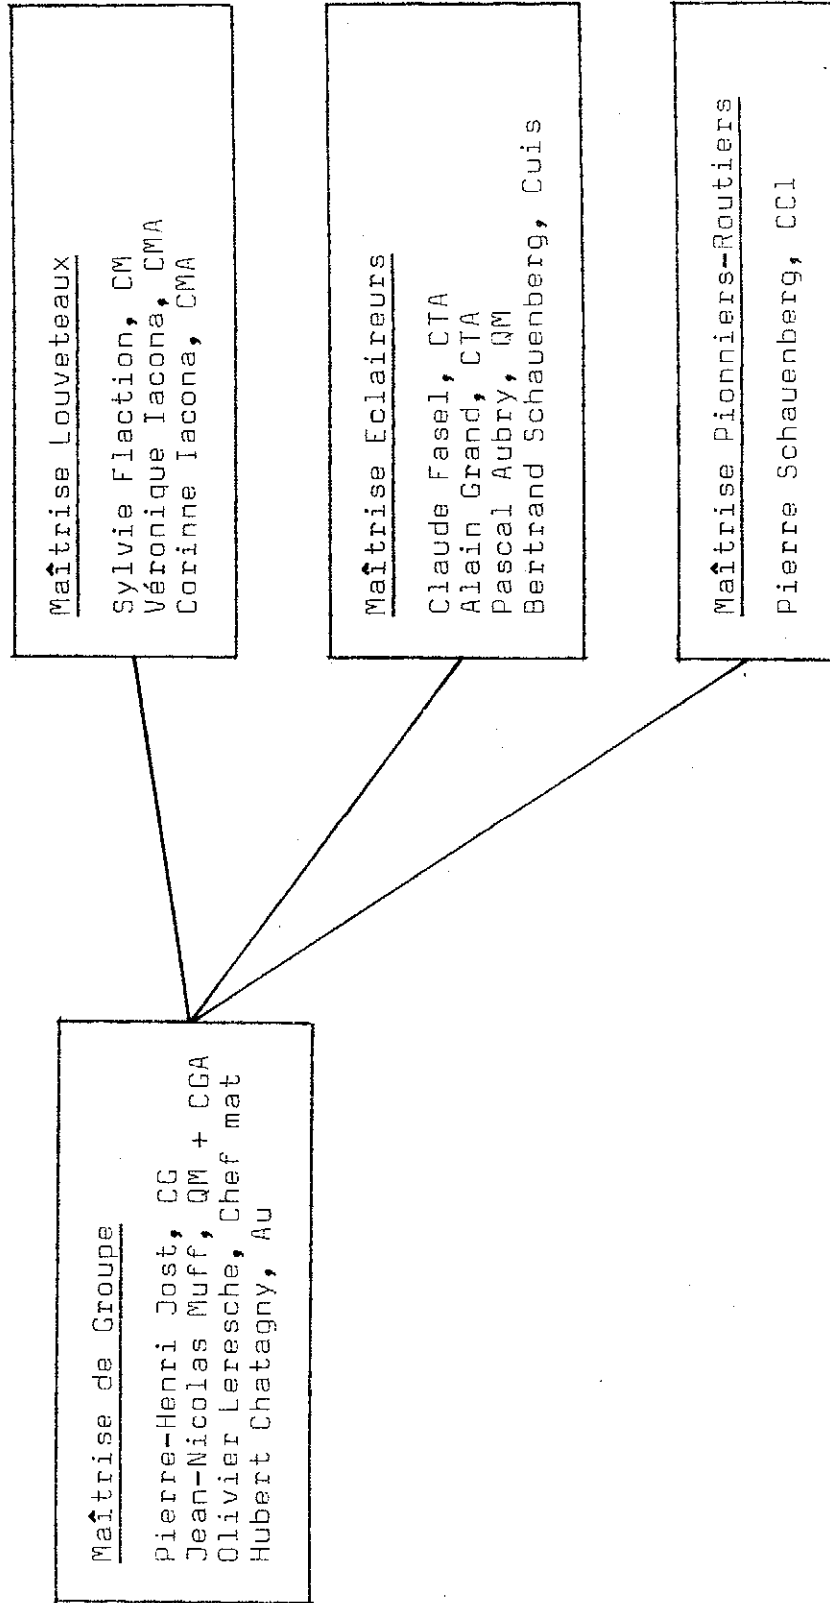 Maîtrise de Groupe
Pierre-Henri Jost, CG
Jean-Nicolas Muff, QM + CGA
Olivier Leresche, Chef mat
Hubert Chatagny, Au
Maîtrise Louveteaux
Sylvie Flaction, CM
Véronique Iacona, CMA
Corinne Iacona, CMA
Maîtrise Eclaireurs
Claude Fasel, CTA
Alain Grand, CTA
Pascal Aubry, QM
Bertrand Schauenberg, Cuis
Maîtrise Pionniers-Routiers
Pierre Schauenberg, CCl